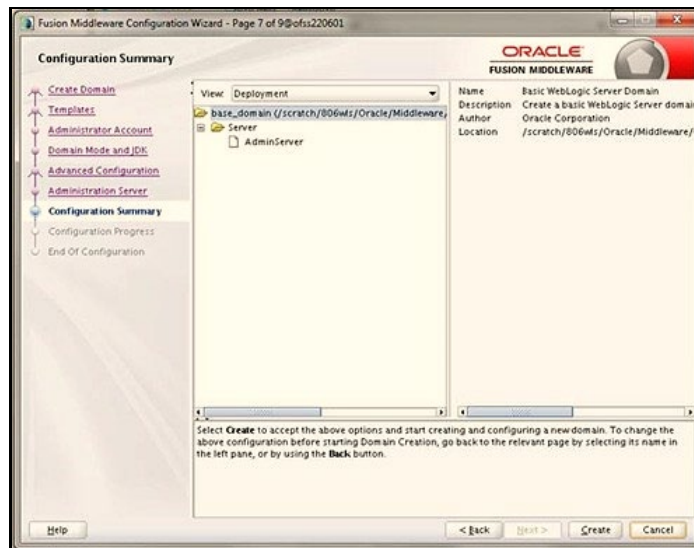 Fusion Middleware Configuration Wizard - Page 7 of 9@ofss220601
Configuration Summary
ORACLE
FUSION MIDDLEWARE
Create Domain
Templates
Administrator Account
Domain Mode and JDK
Advanced Configuration
Administration Server
Configuration Summary
Configuration Progress
End Of Configuration
View: Deployment
base_domain (/scratch/806wls/Oracle/Middleware,
Server
AdminServer
Name Basic WebLogic Server Domain
Description Create a basic WebLogic Server domai
Author Oracle Corporation
Location /scratch/806wls/Oracle/Middleware/
Select Create to accept the above options and start creating and configuring a new domain. To change the
above configuration before starting Domain Creation, go back to the relevant page by selecting its name in
the left pane, or by using the Back button.
Help
< Back
Next >
Create
Cancel